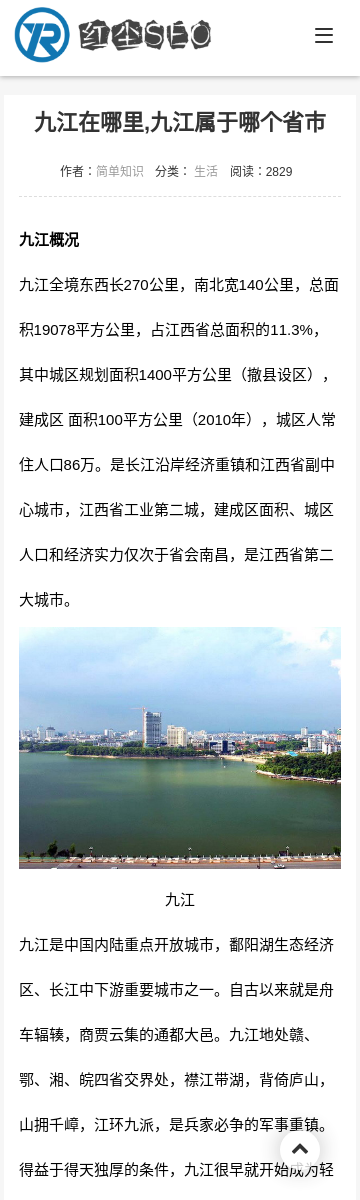 红尘SEO
九江在哪里,九江属于哪个省市
作者：简单知识 分类： 生活 阅读：2829
九江概况
九江全境东西长270公里，南北宽140公里，总面
积19078平方公里，占江西省总面积的11.3%，
其中城区规划面积1400平方公里（撤县设区），
建成区 面积100平方公里（2010年），城区人常
住人口86万。是长江沿岸经济重镇和江西省副中
心城市，江西省工业第二城，建成区面积、城区
人口和经济实力仅次于省会南昌，是江西省第二
大城市。
九江
九江是中国内陆重点开放城市，鄱阳湖生态经济
区、长江中下游重要城市之一。自古以来就是舟
车辐辏，商贾云集的通都大邑。九江地处赣、
鄂、湘、皖四省交界处，襟江带湖，背倚庐山，
山拥千嶂，江环九派，是兵家必争的军事重镇。
得益于得天独厚的条件，九江很早就开始成为轻